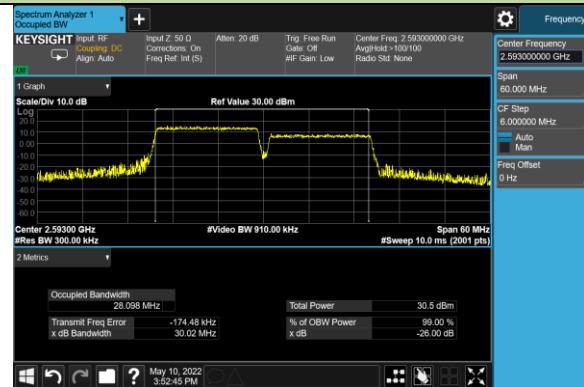 Spectrum Analyzer 1
Occupied BW
Frequency
KEYSIGHT
Input: RF
Coupling: DC
Align: Auto
Input Z: 50 Ω
Corrections: On
Freq Ref: Int (S)
Atten: 20 dB
Trig: Free Run
Gate: Off
#IF Gain: Low
Center Freq: 2.593000000 GHz
Avg|Hold:>100/100
Radio Std: None
LXI
1 Graph
Scale/Div 10.0 dB
Ref Value 30.00 dBm
Log
20.0
10.0
0.00
-10.0
-20.0
-30.0
-40.0
-50.0
-60.0
Center 2.59300 GHz
#Video BW 910.00 kHz
Span 60 MHz
#Res BW 300.00 kHz
#Sweep 10.0 ms (2001 pts)
2 Metrics
Occupied Bandwidth
28.098 MHz
Total Power
30.5 dBm
Transmit Freq Error
-174.48 kHz
% of OBW Power
99.00 %
x dB Bandwidth
30.02 MHz
x dB
-26.00 dB
Center Frequency
2.593000000 GHz
Span
60.000 MHz
CF Step
6.000000 MHz
Auto
Man
Freq Offset
0 Hz
?
May 10, 2022
3:52:45 PM